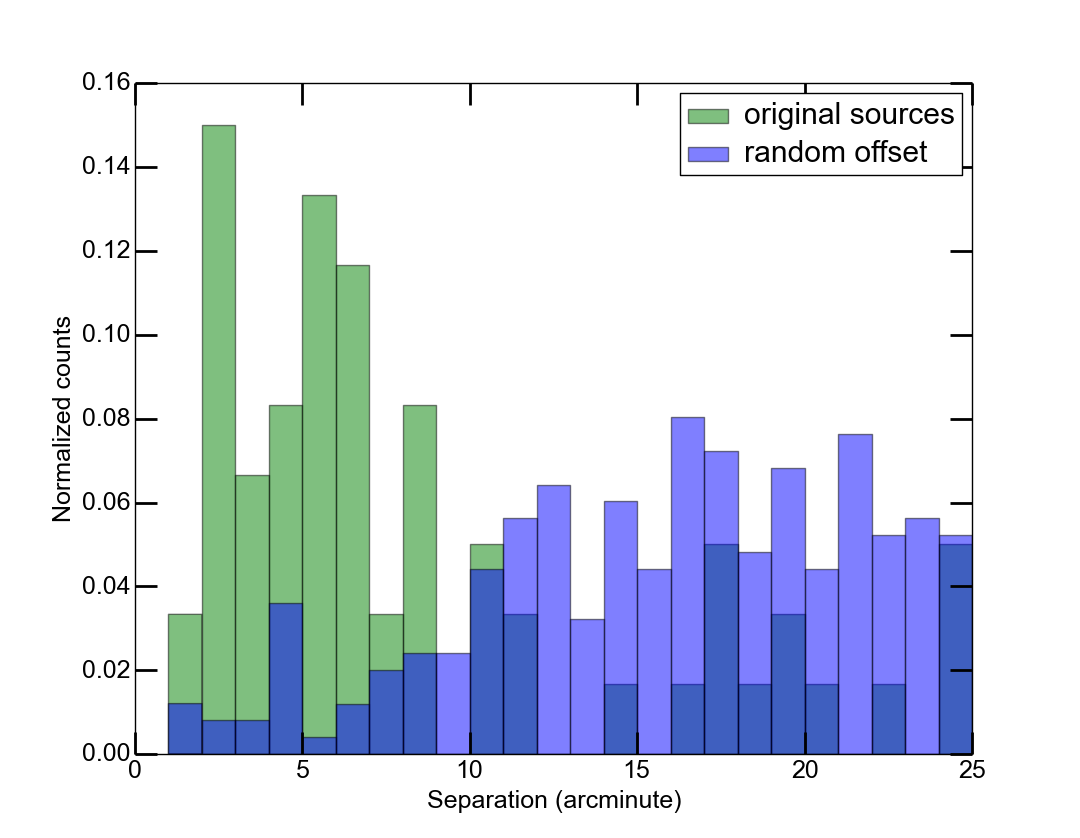 original sources
random offset
0.16
0.14
0.12
0.10
0.08
0.06
0.04
0.02
0.00
Normalized counts
0 5 10 15 20 25
Separation (arcminute)